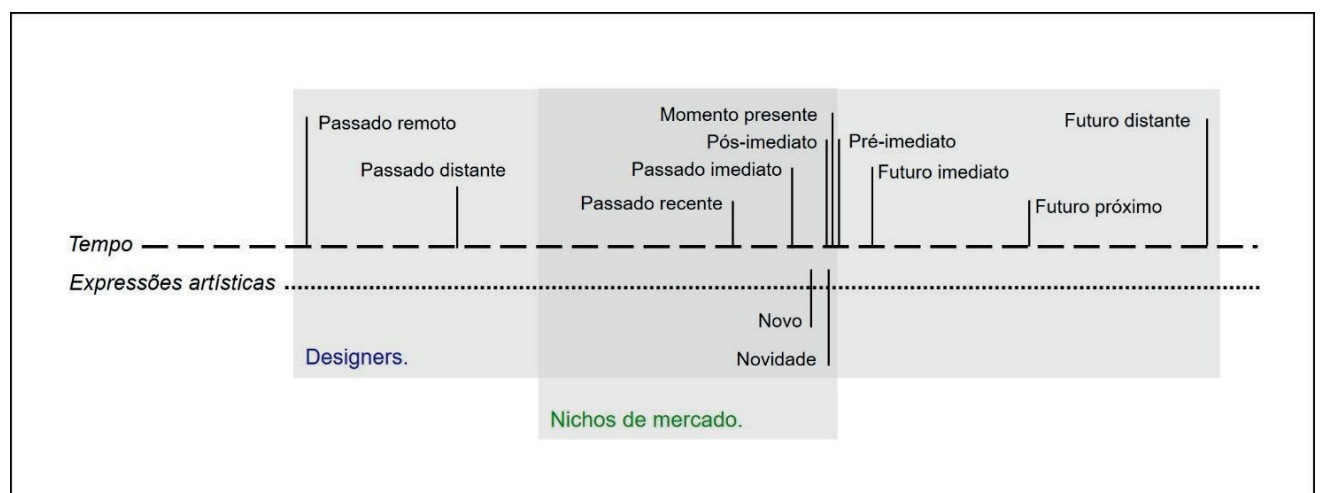 Momento presente
Passado remoto
Futuro distante
Pós-imediato
Pré-imediato
Passado distante
Passado imediato
Futuro imediato
Passado recente
Futuro próximo
Tempo
Expressões artísticas
Novo
Designers.
Novidade
Nichos de mercado.